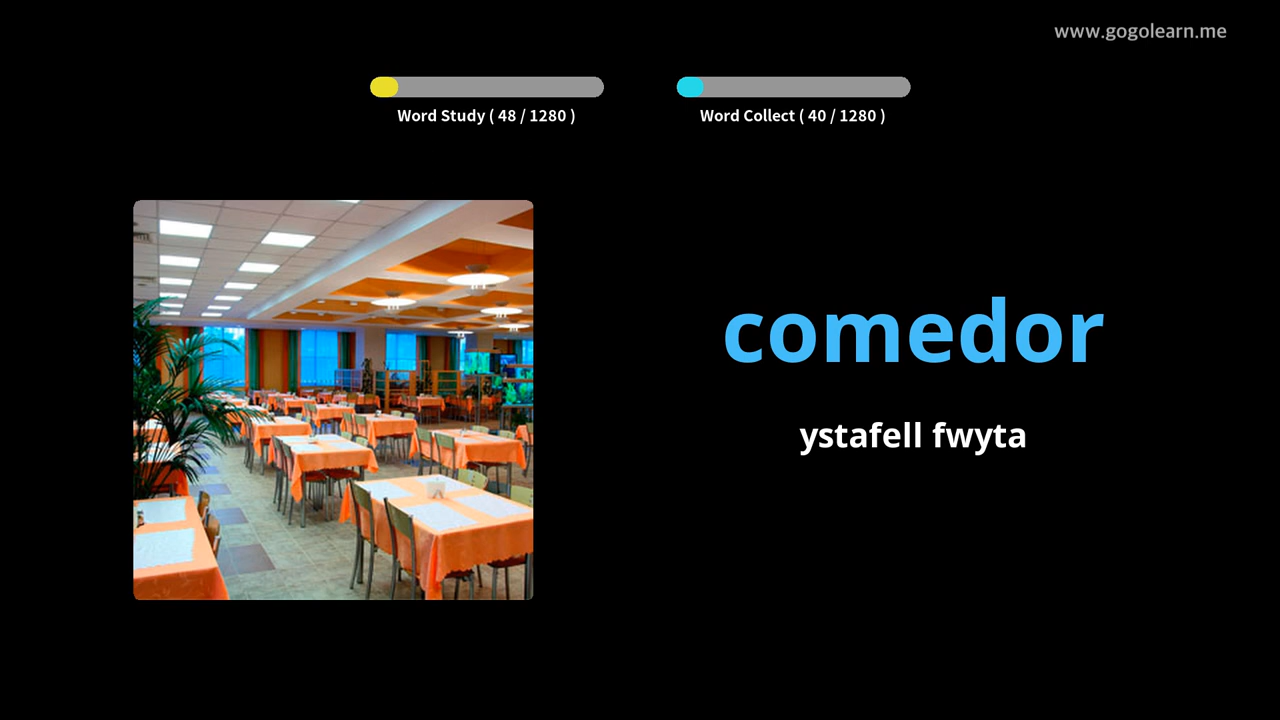 www.gogolearn.me
Word Study ( 48 / 1280 )
Word Collect ( 40 / 1280 )
comedor
ystafell fwyta